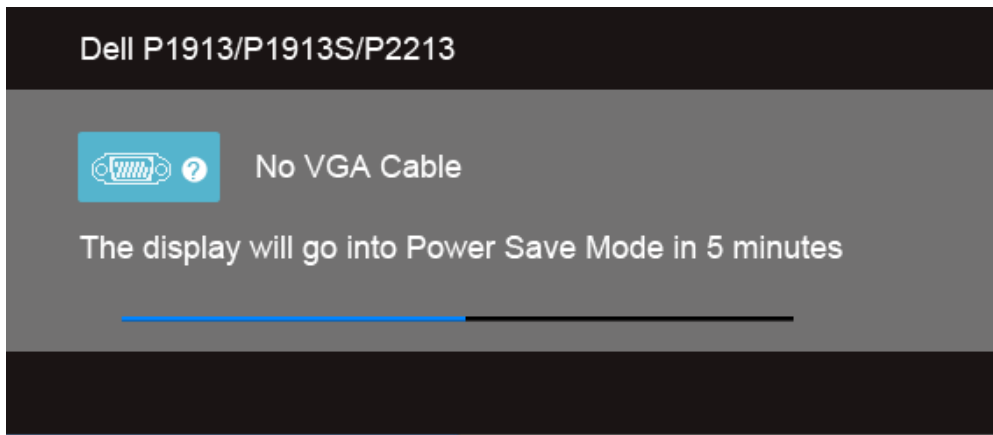 Dell P1913/P1913S/P2213
? No VGA Cable
The display will go into Power Save Mode in 5 minutes